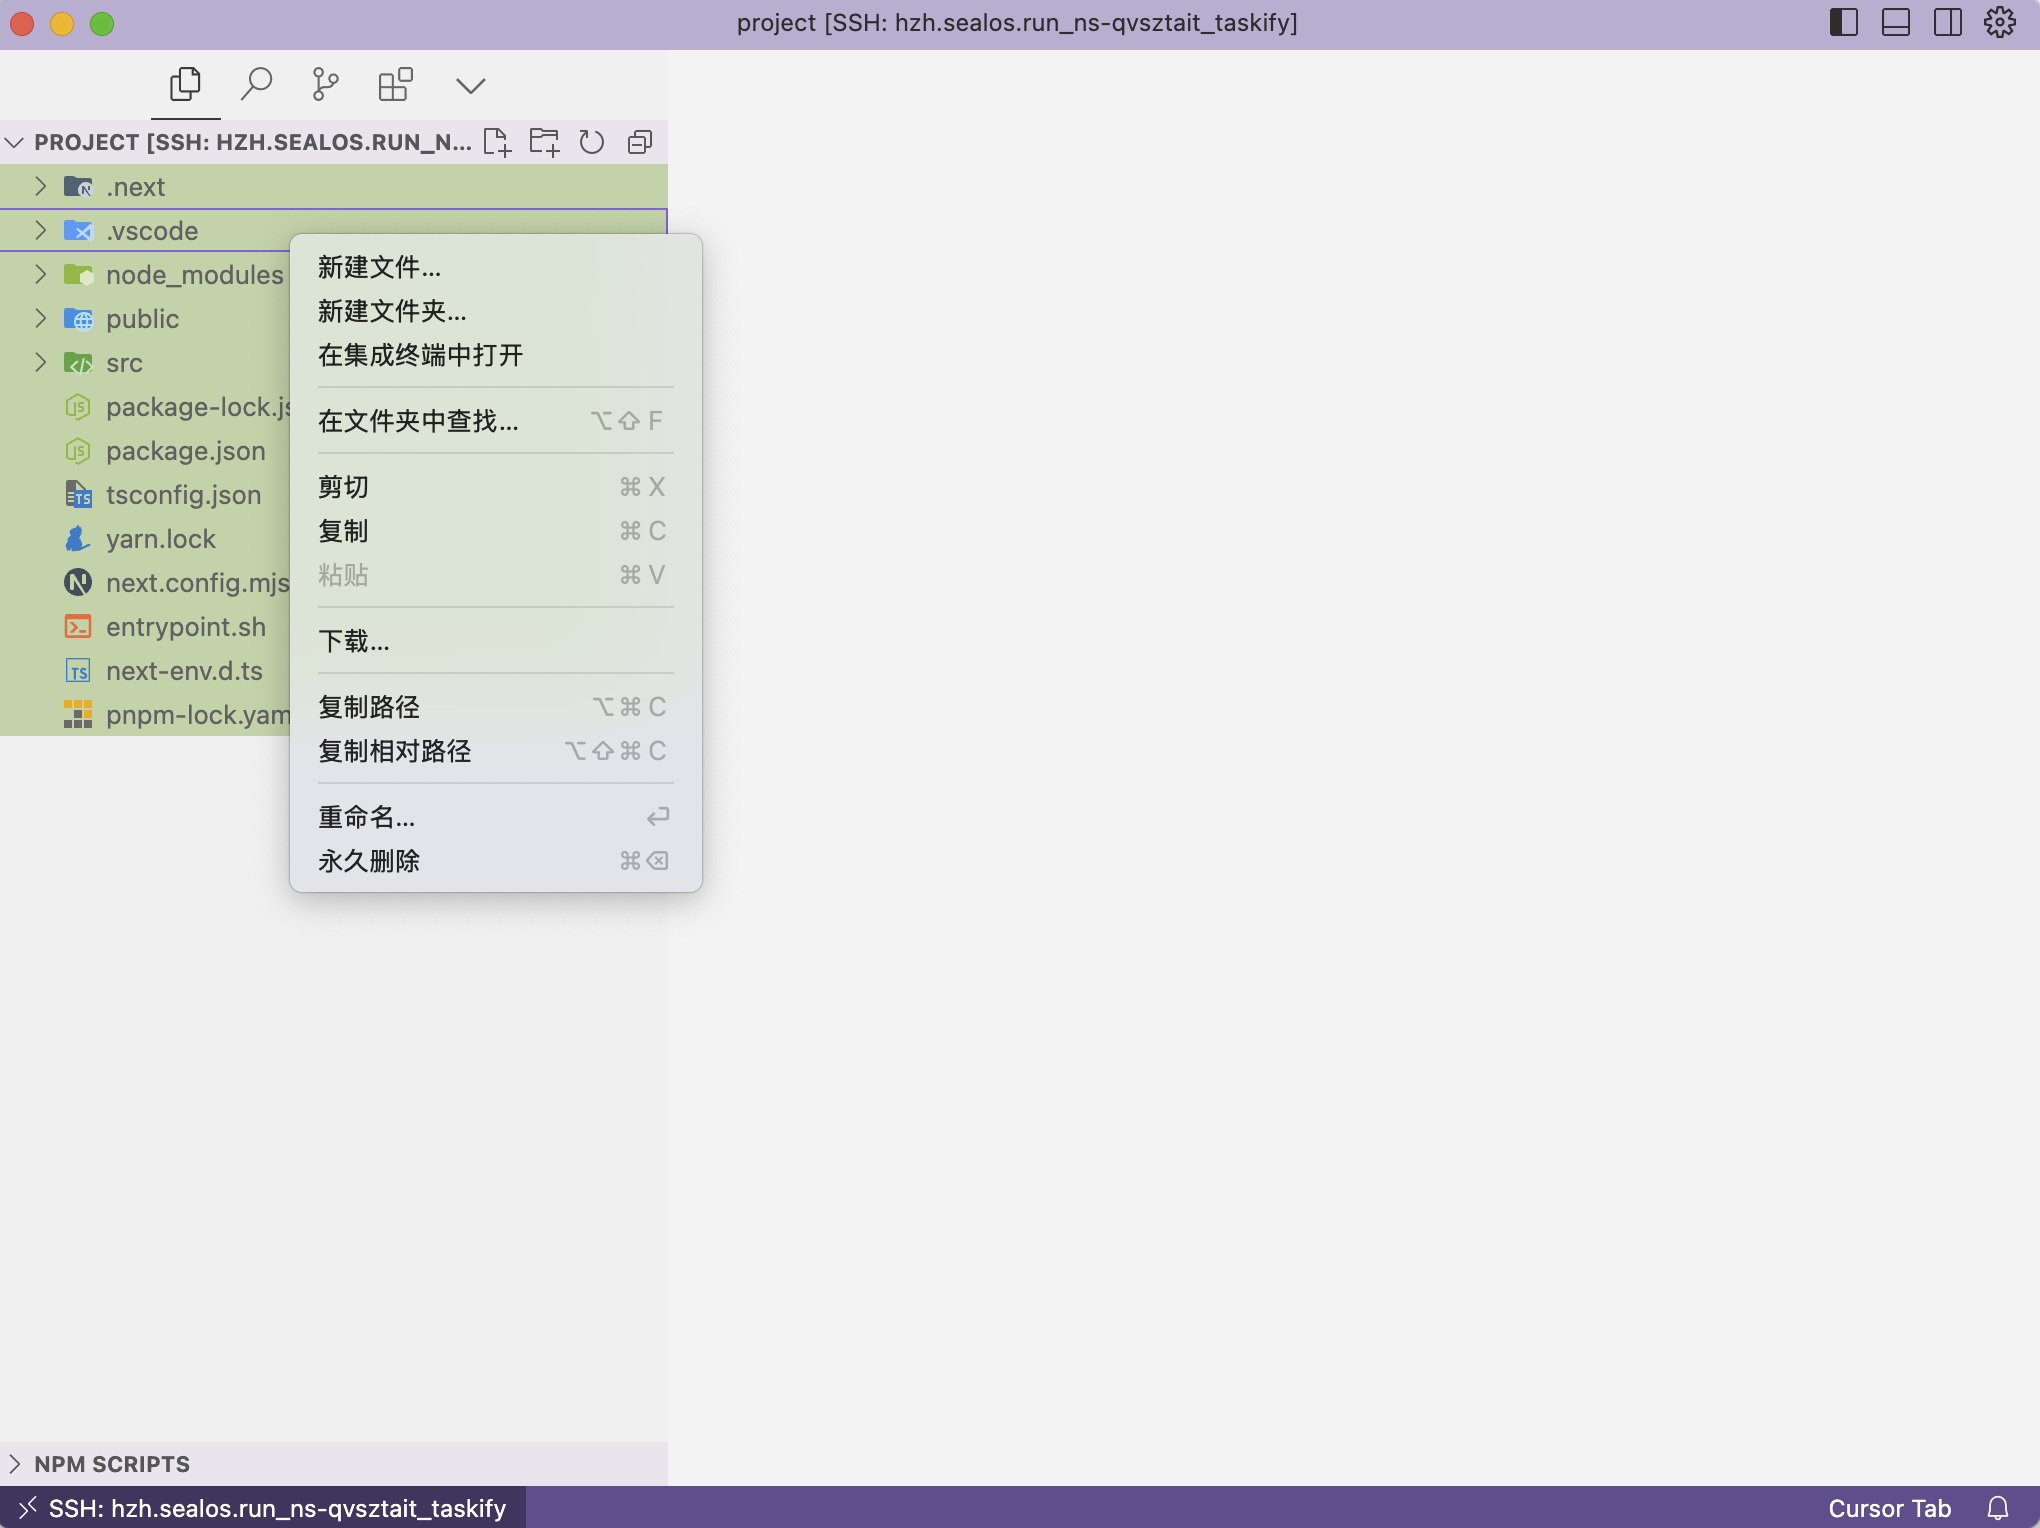 project [SSH: hzh.sealos.run_ns-qvsztait_taskify]
PROJECT [SSH: HZH.SEALOS.RUN_N...
.next
.vscode
node_modules
public
src
package-lock.js
package.json
tsconfig.json
yarn.lock
next.config.mjs
entrypoint.sh
next-env.d.ts
pnpm-lock.yam
新建文件...
新建文件夹...
在集成终端中打开
在文件夹中查找... ⌥⇧F
剪切 ⌘X
复制 ⌘C
粘贴 ⌘V
下载...
复制路径 ⌥⌘C
复制相对路径 ⌥⇧⌘C
重命名... ↩
永久删除 ⌘⌫
NPM SCRIPTS
SSH: hzh.sealos.run_ns-qvsztait_taskify
Cursor Tab